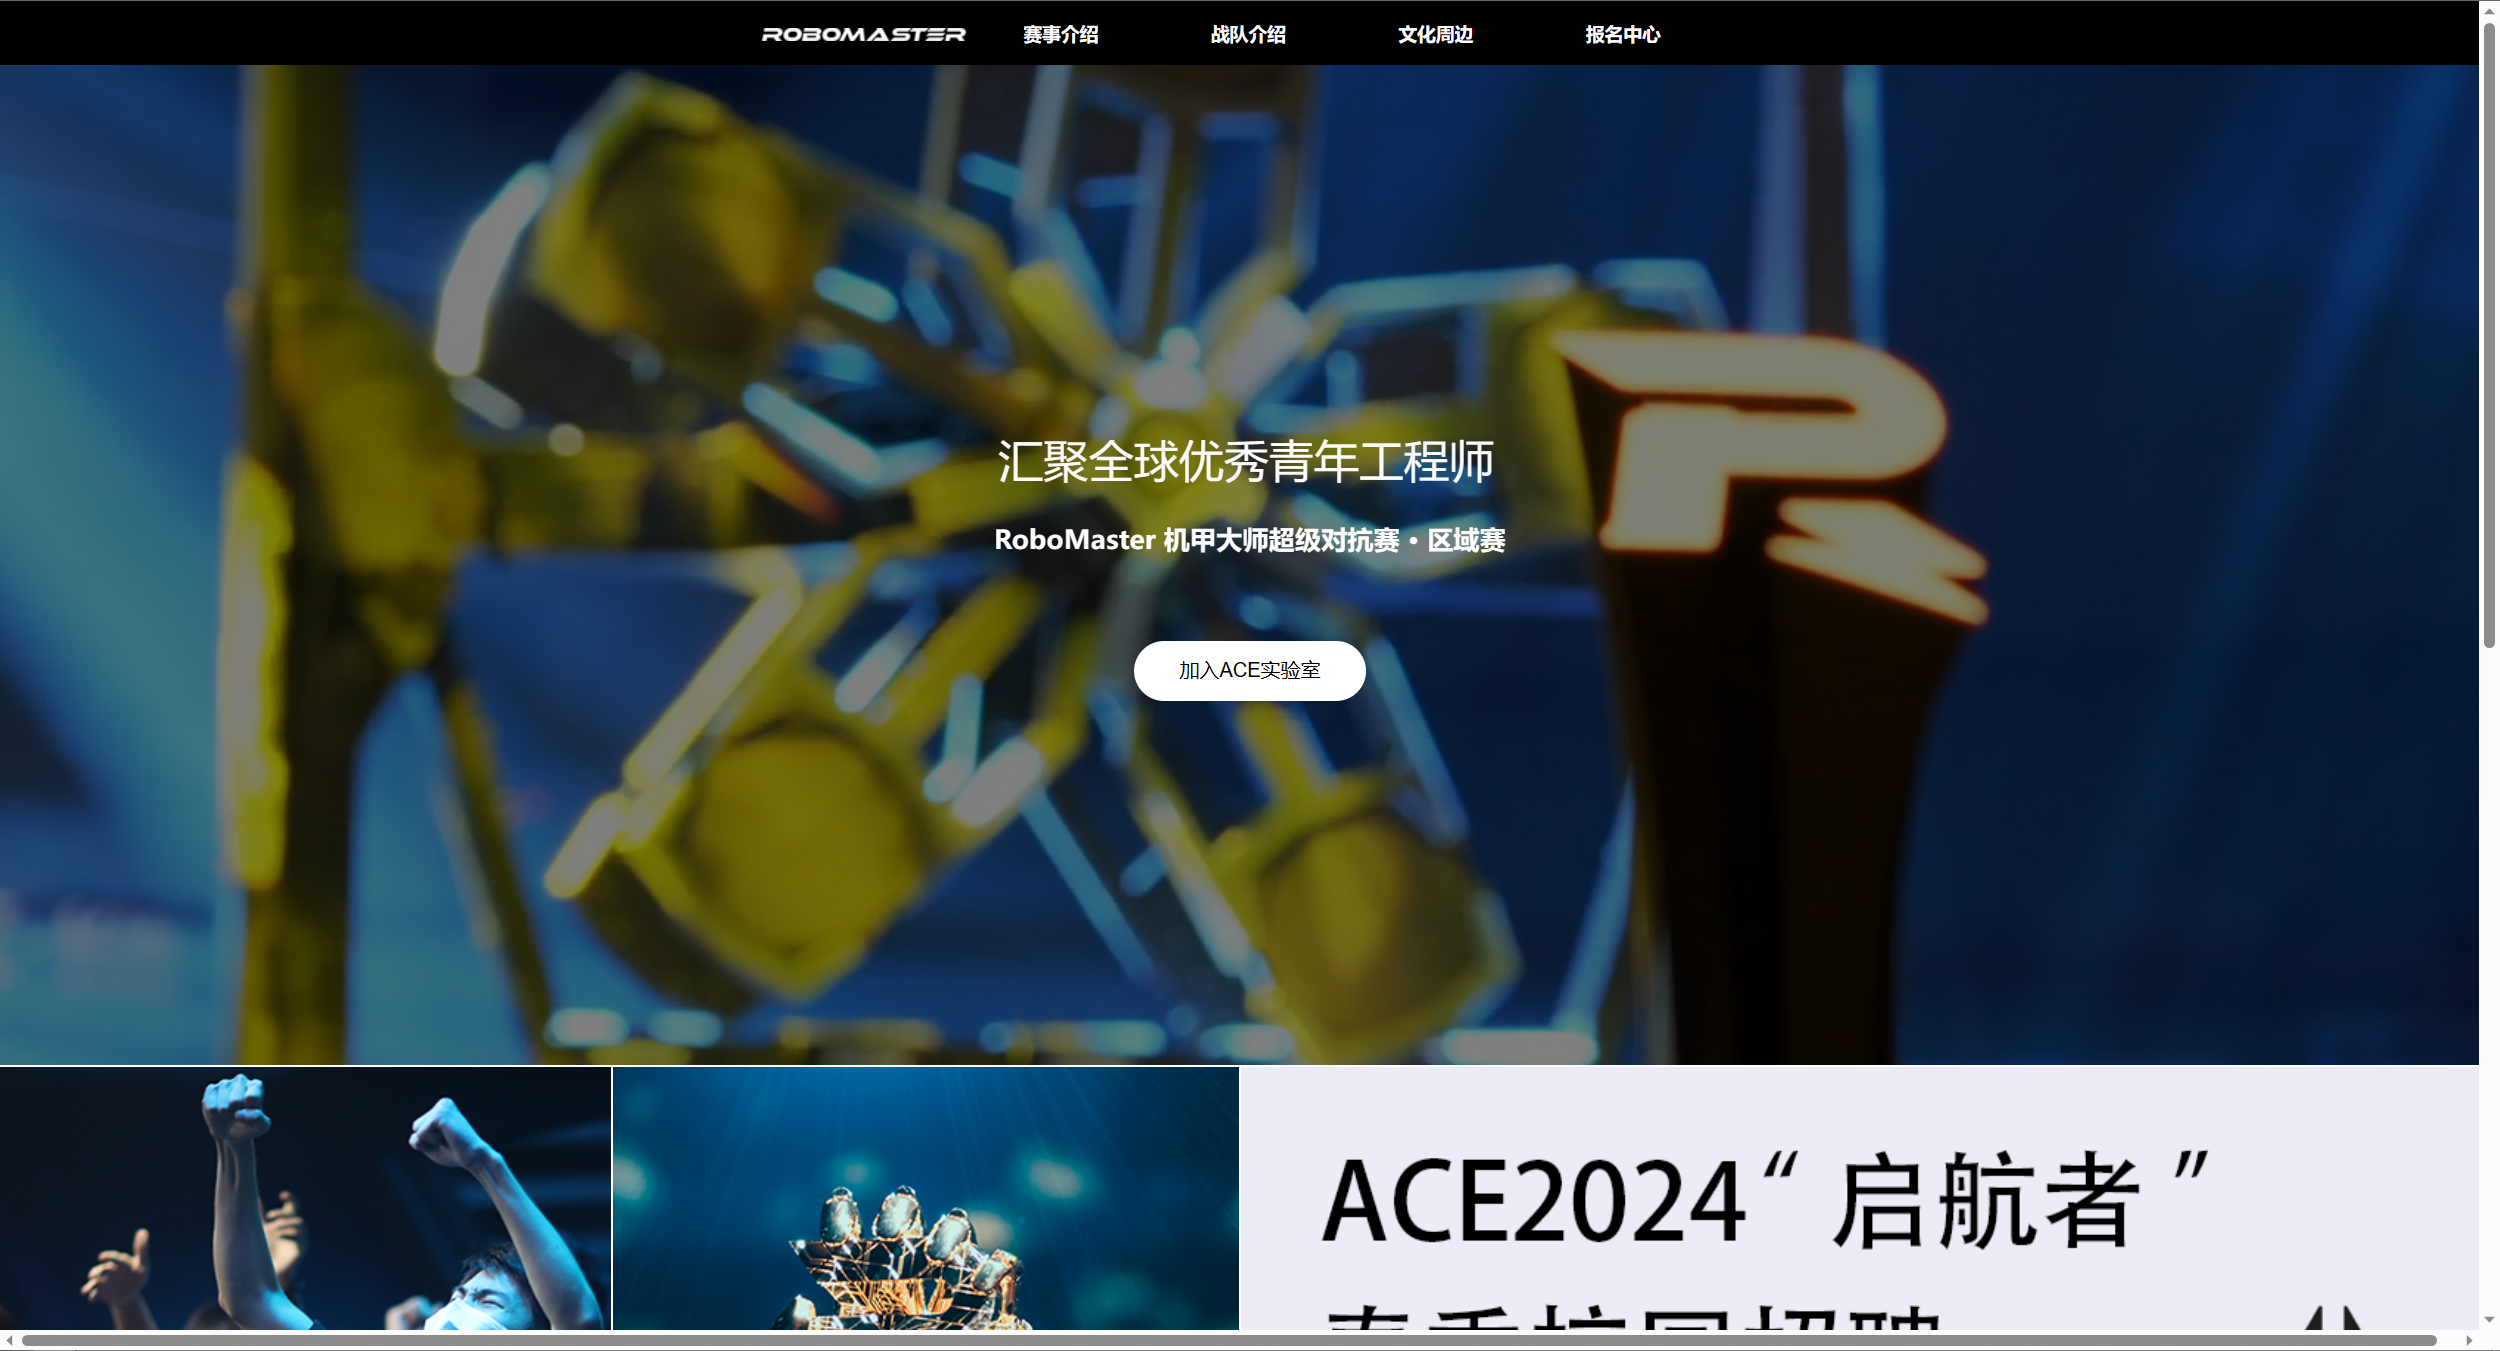 ROBOMASTER 赛事介绍 战队介绍 文化周边 报名中心
汇聚全球优秀青年工程师
RoboMaster 机甲大师超级对抗赛·区域赛
加入ACE实验室
ACE2024“启航者”